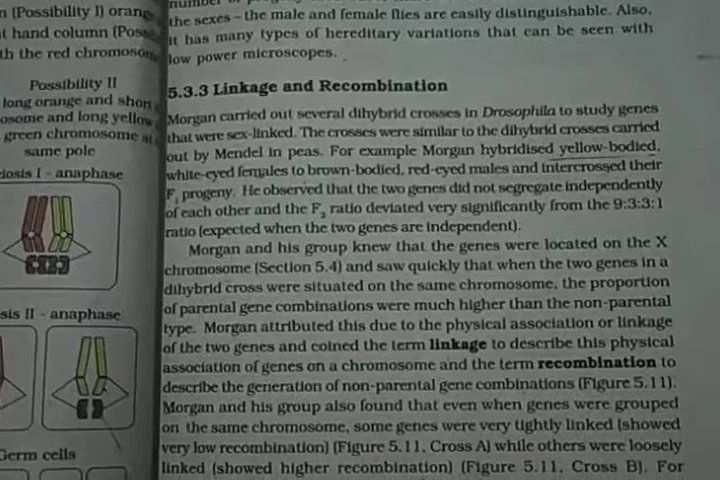 n (Possibility I) orang
t hand column (Poss
th the red chromoson
Possibility II
long orange and shor
osome and long yellow
green chromosome at
same pole
iosis I - anaphase
sis II - anaphase
Germ cells
the sexes – the male and female flies are easily distinguishable. Also,
it has many types of hereditary variations that can be seen with
low power microscopes.
5.3.3 Linkage and Recombination
Morgan carried out several dihybrid crosses in Drosophila to study genes
that were sex-linked. The crosses were similar to the dihybrid crosses carried
out by Mendel in peas. For example Morgan hybridised yellow-bodied,
white-eyed females to brown-bodied, red-eyed males and intercrossed their
F1 progeny. He observed that the two genes did not segregate independently
of each other and the F2 ratio deviated very significantly from the 9:3:3:1
ratio (expected when the two genes are independent).
Morgan and his group knew that the genes were located on the X
chromosome (Section 5.4) and saw quickly that when the two genes in a
dihybrid cross were situated on the same chromosome, the proportion
of parental gene combinations were much higher than the non-parental
type. Morgan attributed this due to the physical association or linkage
of the two genes and coined the term linkage to describe this physical
association of genes on a chromosome and the term recombination to
describe the generation of non-parental gene combinations (Figure 5.11).
Morgan and his group also found that even when genes were grouped
on the same chromosome, some genes were very tightly linked (showed
very low recombination) (Figure 5.11, Cross A) while others were loosely
linked (showed higher recombination) (Figure 5.11, Cross B). For